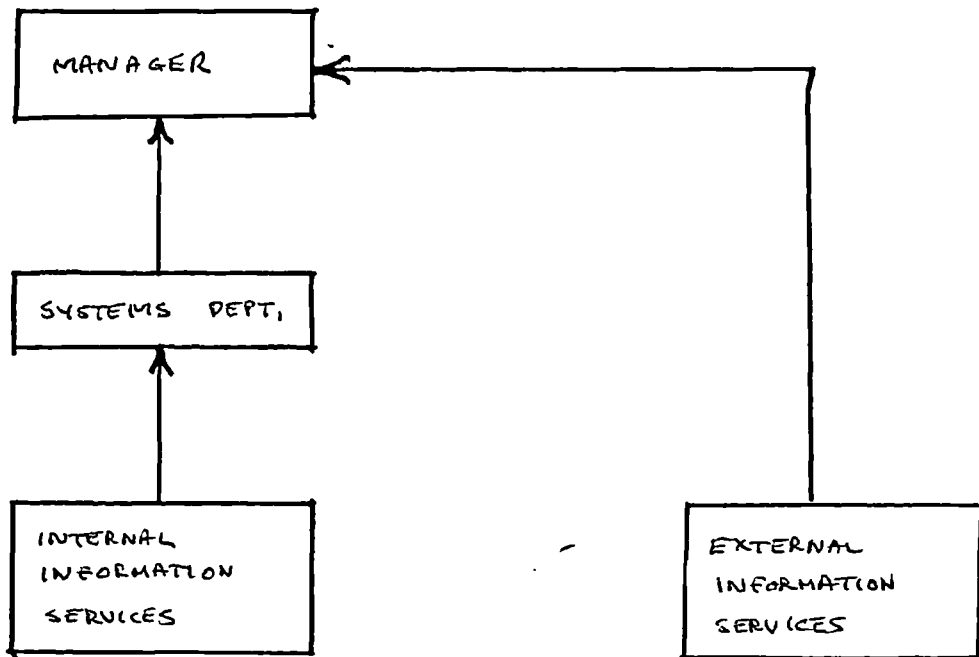 MANAGER
SYSTEMS DEPT.
INTERNAL
INFORMATION
SERVICES
EXTERNAL
INFORMATION
SERVICES